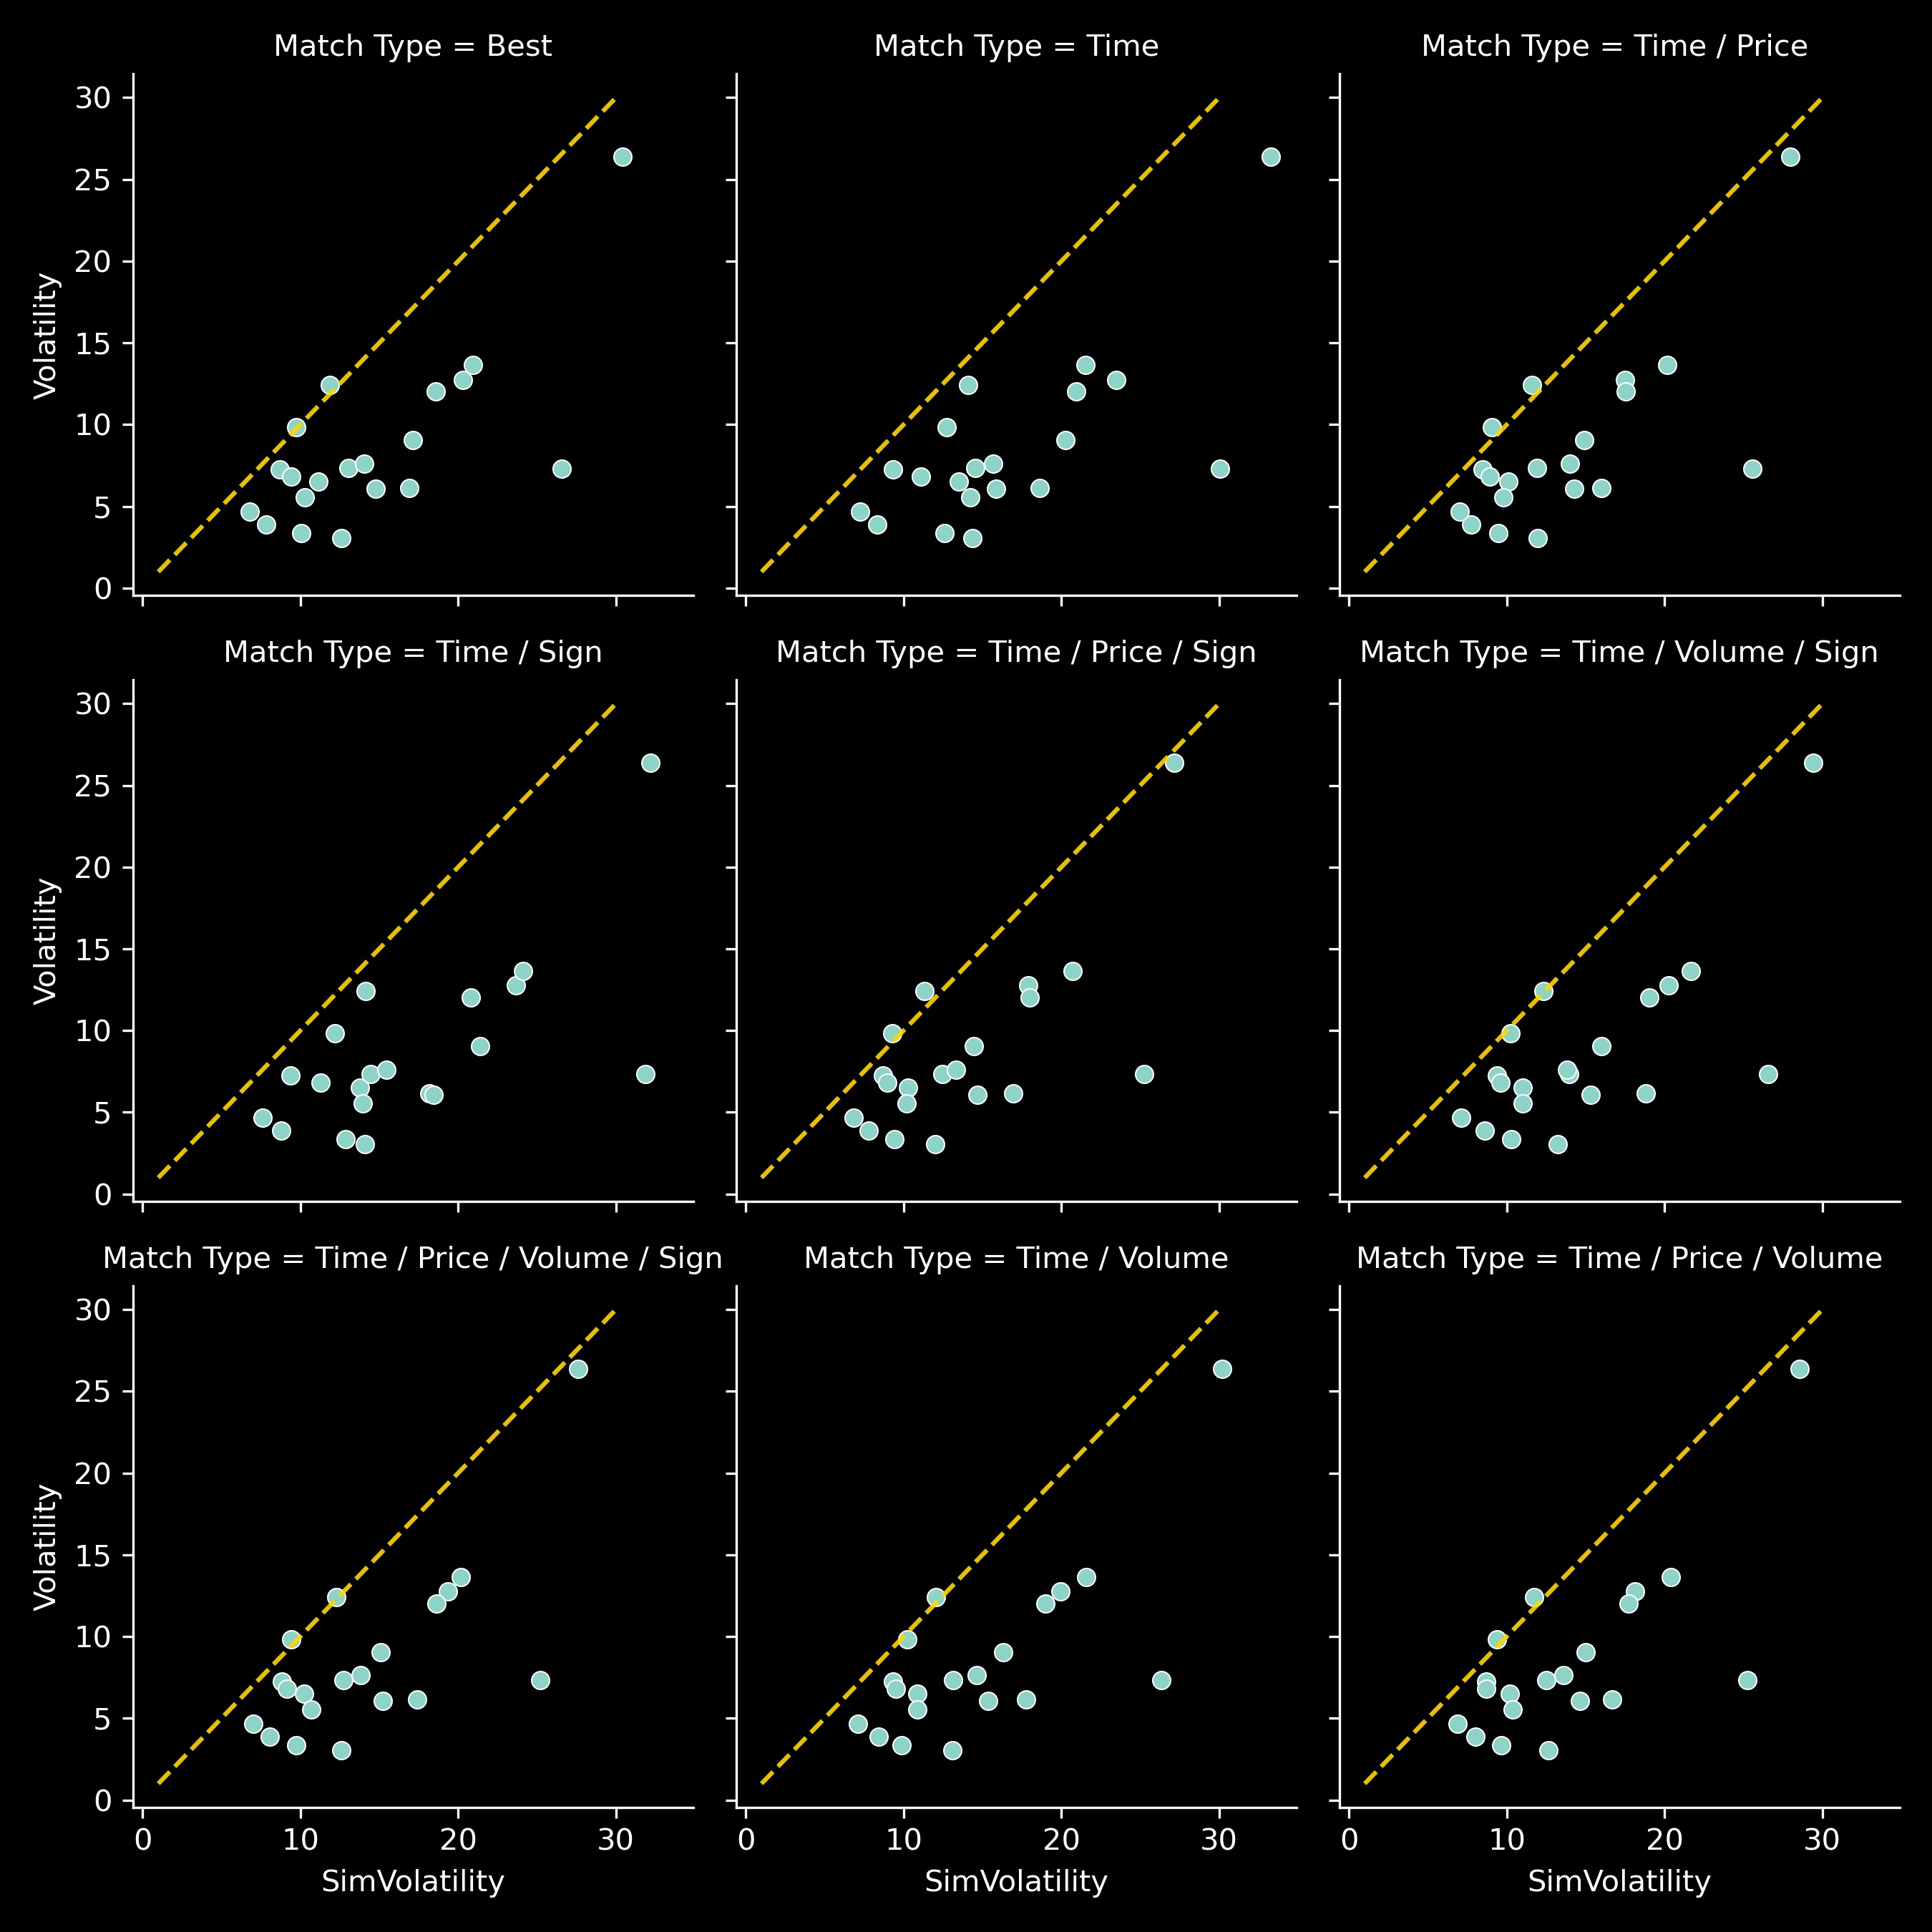 Match Type = Best
Match Type = Time
Match Type = Time / Price
30
25
20
15
10
5
0
Volatility
Match Type = Time / Sign
Match Type = Time / Price / Sign
Match Type = Time / Volume / Sign
30
25
20
15
10
5
0
Volatility
Match Type = Time / Price / Volume / Sign
Match Type = Time / Volume
Match Type = Time / Price / Volume
30
25
20
15
10
5
0
Volatility
0 10 20 30
0 10 20 30
0 10 20 30
SimVolatility
SimVolatility
SimVolatility